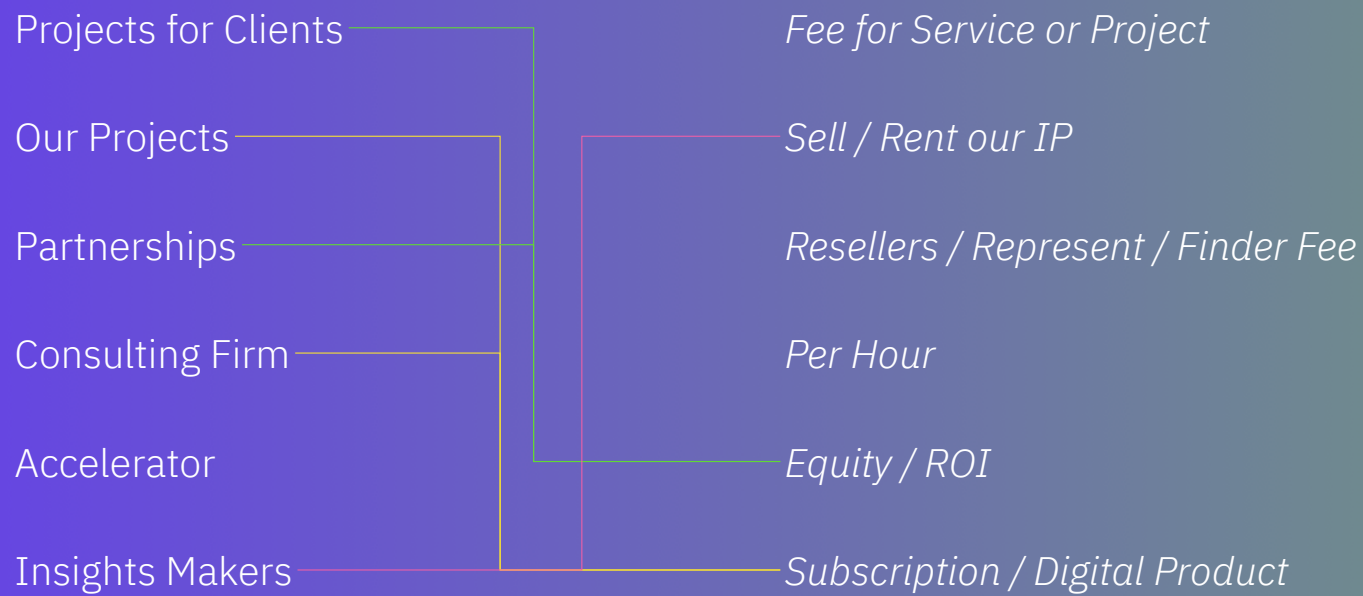 Projects for Clients
Fee for Service or Project
Our Projects
Sell / Rent our IP
Partnerships
Resellers / Represent / Finder Fee
Consulting Firm
Per Hour
Accelerator
Equity / ROI
Insights Makers
Subscription / Digital Product